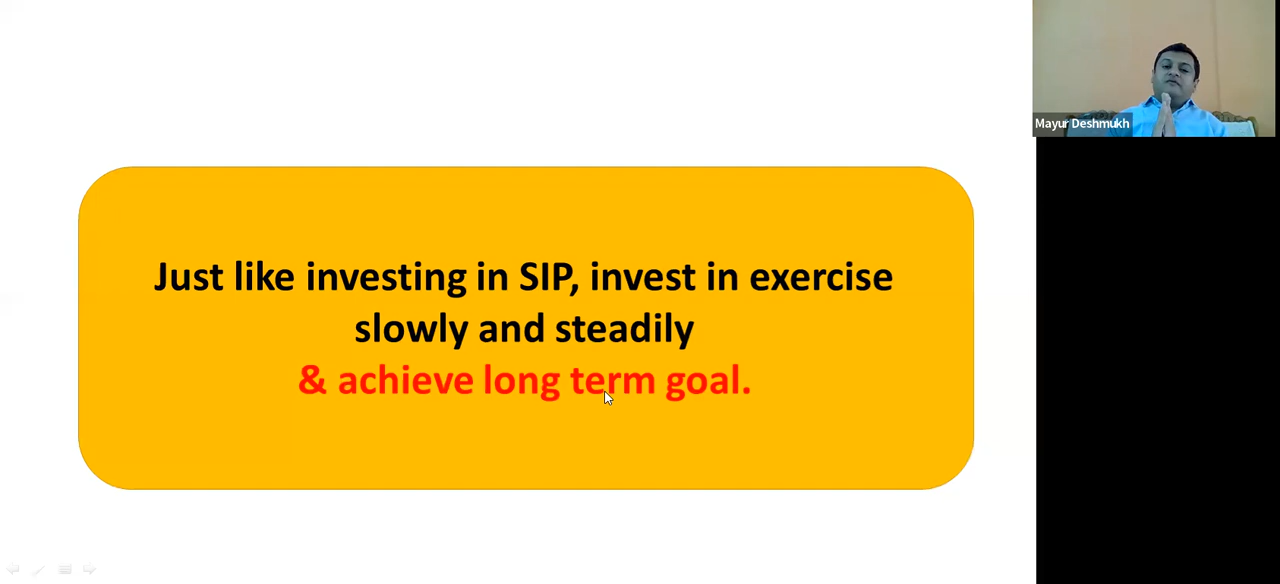 Mayur Deshmukh
Just like investing in SIP, invest in exercise
slowly and steadily
& achieve long term goal.